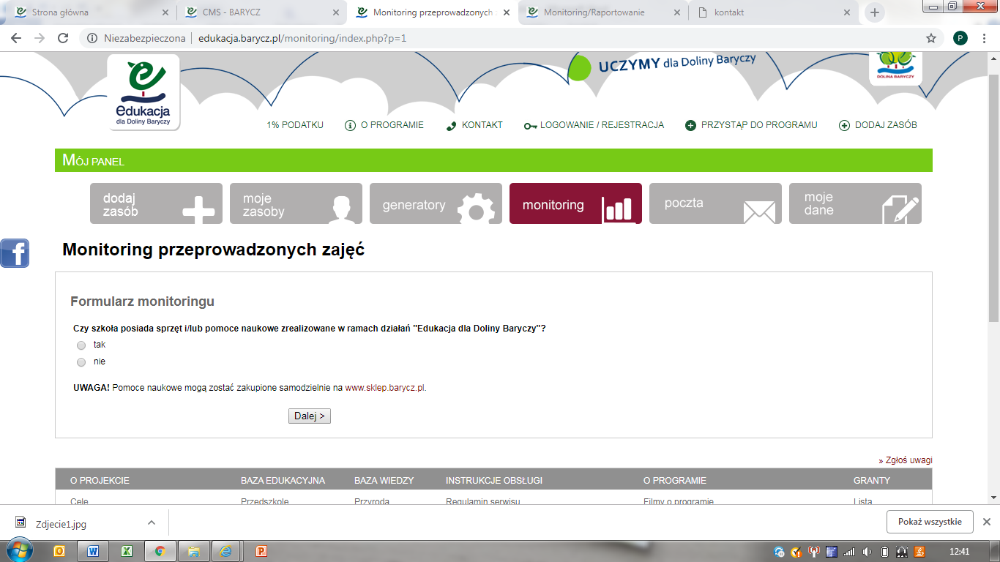 Strona główna
CMS - BARYCZ
Monitoring przeprowadzonych
Monitoring/Raportowanie
kontakt
Niezabezpieczona
edukacja.barycz.pl/monitoring/index.php?p=1
P
Edukacja
dla Doliny Baryczy
UCZYMY dla Doliny Baryczy
DOLINA BARYCZY
1% PODATKU
O PROGRAMIE
KONTAKT
LOGOWANIE / REJESTRACJA
PRZYSTĄP DO PROGRAMU
DODAJ ZASÓB
MÓJ PANEL
dodaj
zasób
moje
zasoby
generatory
monitoring
poczta
moje
dane
Monitoring przeprowadzonych zajęć
Formularz monitoringu
Czy szkoła posiada sprzęt i/lub pomoce naukowe zrealizowane w ramach działań "Edukacja dla Doliny Baryczy"?
tak
nie
UWAGA! Pomoce naukowe mogą zostać zakupione samodzielnie na www.sklep.barycz.pl.
Dalej >
» Zgłoś uwagi
O PROJEKCIE
BAZA EDUKACYJNA
BAZA WIEDZY
INSTRUKCJE OBSŁUGI
O PROGRAMIE
GRANTY
Cele
Przedszkole
Przyroda
Regulamin serwisu
Filmy o programie
Lista
Zdjecie1.jpg
Pokaż wszystkie
12:41